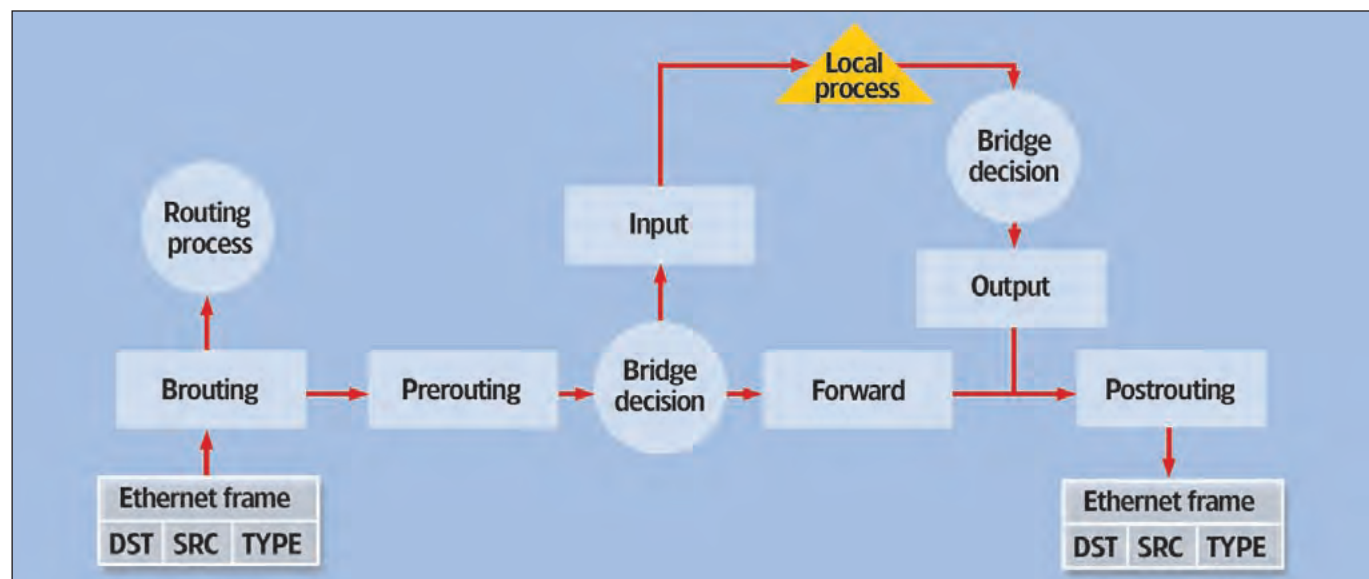 Local
process
Bridge
decision
Routing
process
Input
Output
Brouting
Prerouting
Bridge
decision
Forward
Postrouting
Ethernet frame
DST SRC TYPE
Ethernet frame
DST SRC TYPE